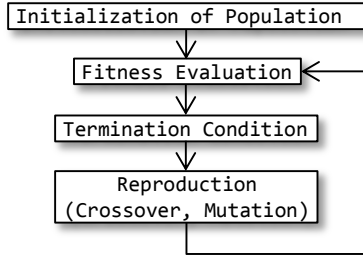 Initialization of Population
Fitness Evaluation
Termination Condition
Reproduction
(Crossover, Mutation)